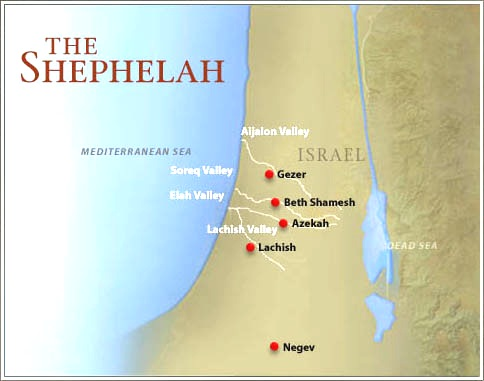 THE
SHEPHELAH
Aijalon Valley
MEDITERRANEAN SEA
ISRAEL
Soreq Valley
Gezer
Elah Valley
Beth Shamesh
Azekah
Lachish Valley
Lachish
DEAD SEA
Negev